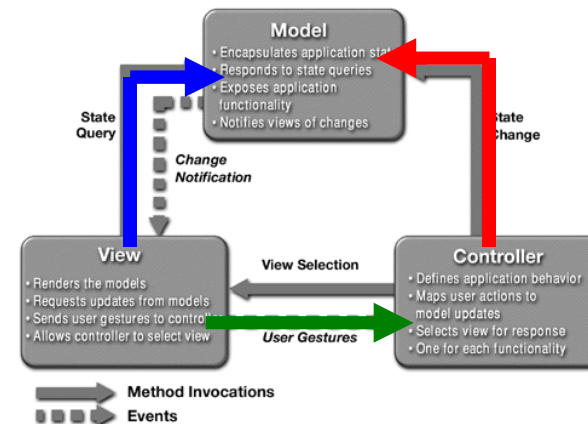 Model
• Encapsulates application stat
• Responds to state queries
• Exposes application
functionality
• Notifies views of changes
State
Query
State
Change
Change
Notification
View
• Renders the models
• Requests updates from models
• Sends user gestures to controller
• Allows controller to select view
View Selection
User Gestures
Controller
• Defines application behavior
• Maps user actions to
model updates
• Selects view for response
• One for each functionality
Method Invocations
Events